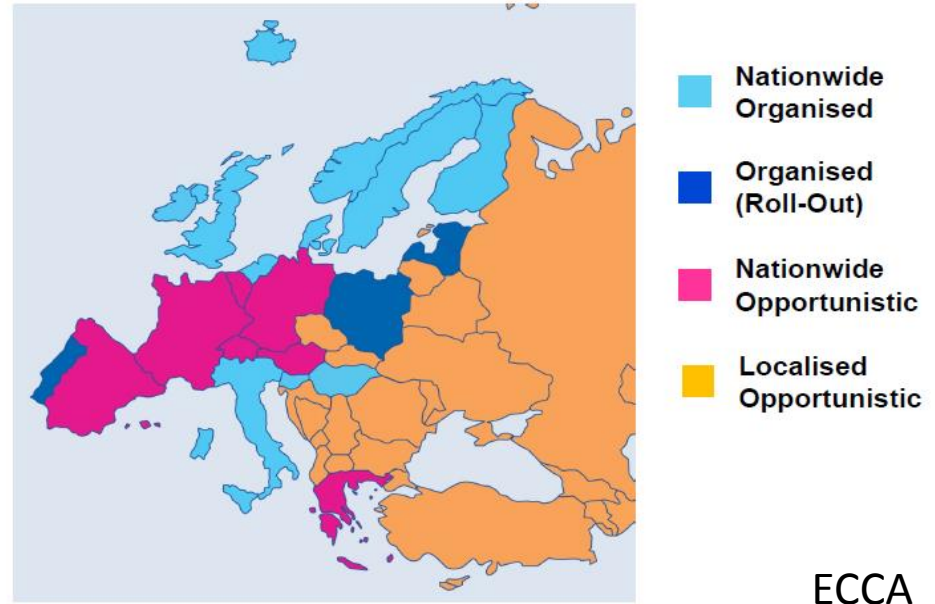 Nationwide
Organised
Organised
(Roll-Out)
Nationwide
Opportunistic
Localised
Opportunistic
ECCA